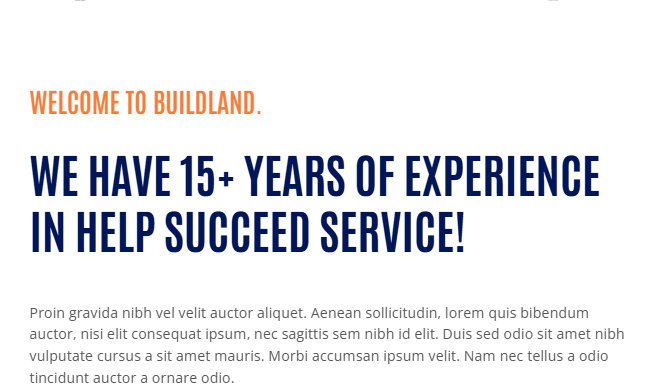 WELCOME TO BUILDLAND.
WE HAVE 15+ YEARS OF EXPERIENCE
IN HELP SUCCEED SERVICE!
Proin gravida nibh vel velit auctor aliquet. Aenean sollicitudin, lorem quis bibendum
auctor, nisi elit consequat ipsum, nec sagittis sem nibh id elit. Duis sed odio sit amet nibh
vulputate cursus a sit amet mauris. Morbi accumsan ipsum velit. Nam nec tellus a odio
tincidunt auctor a ornare odio.